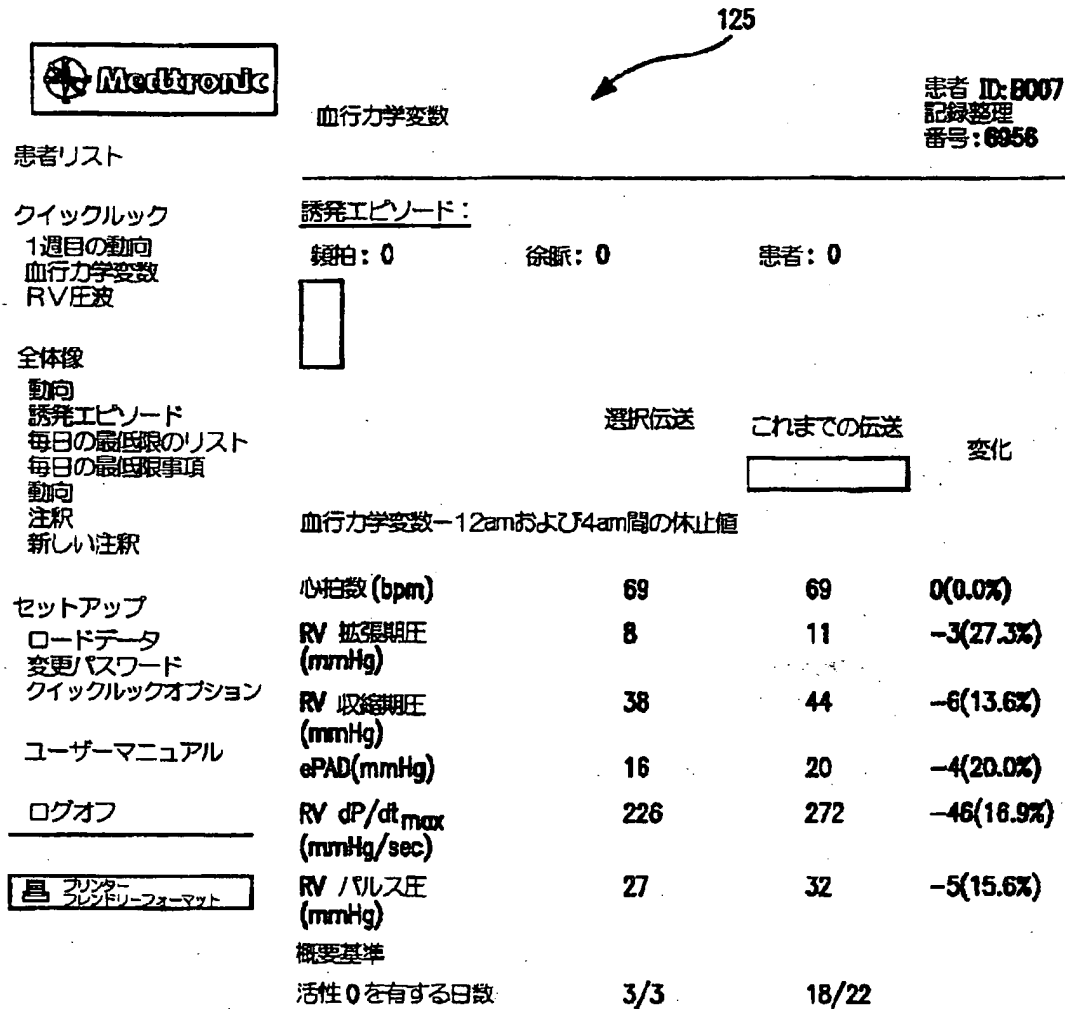 125
Medtronic
血行力学変数
患者 ID:B007
記録整理
番号:6956
患者リスト
クイックルック
1週目の動向
血行力学変数
RV圧波
全体像
動向
誘発エピソード
毎日の最低限のリスト
毎日の最低限事項
動向
注釈
新しい注釈
セットアップ
ロードデータ
変更パスワード
クイックルックオプション
ユーザーマニュアル
ログオフ
プリンター
フレンドリーフォーマット
誘発エピソード:
頻拍: 0 徐脈: 0 患者: 0
選択伝送 これまでの伝送 変化
血行力学変数-12amおよび4am間の休止値
心拍数(bpm) 69 69 0(0.0%)
RV 拡張期圧 8 11 -3(27.3%)
(mmHg)
RV 収縮期圧 38 44 -6(13.6%)
(mmHg)
ePAD(mmHg) 16 20 -4(20.0%)
RV dP/dt max 226 272 -46(16.9%)
(mmHg/sec)
RV パルス圧 27 32 -5(15.6%)
(mmHg)
概要基準
活性0を有する日数 3/3 18/22